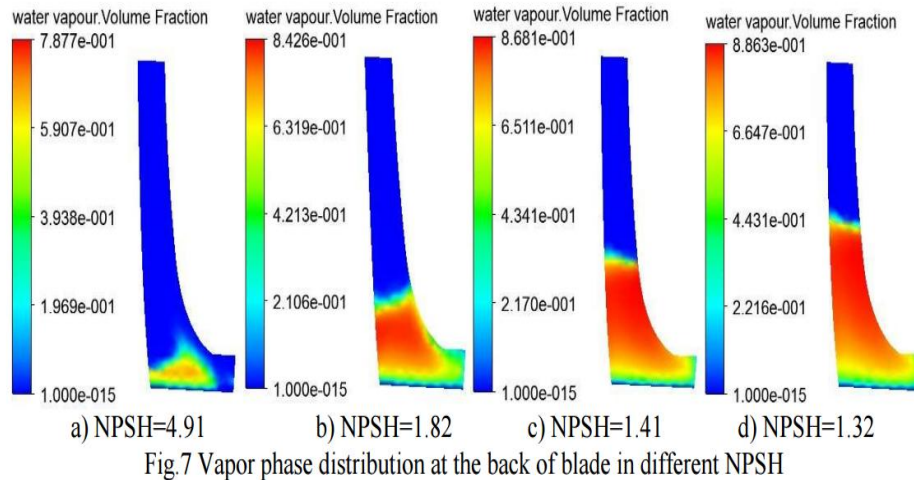 water vapour.Volume Fraction
7.877e-001
5.907e-001
3.938e-001
1.969e-001
1.000e-015
a) NPSH=4.91
water vapour.Volume Fraction
8.426e-001
6.319e-001
4.213e-001
2.106e-001
1.000e-015
b) NPSH=1.82
water vapour.Volume Fraction
8.681e-001
6.511e-001
4.341e-001
2.170e-001
1.000e-015
c) NPSH=1.41
water vapour.Volume Fraction
8.863e-001
6.647e-001
4.431e-001
2.216e-001
1.000e-015
d) NPSH=1.32
Fig.7 Vapor phase distribution at the back of blade in different NPSH